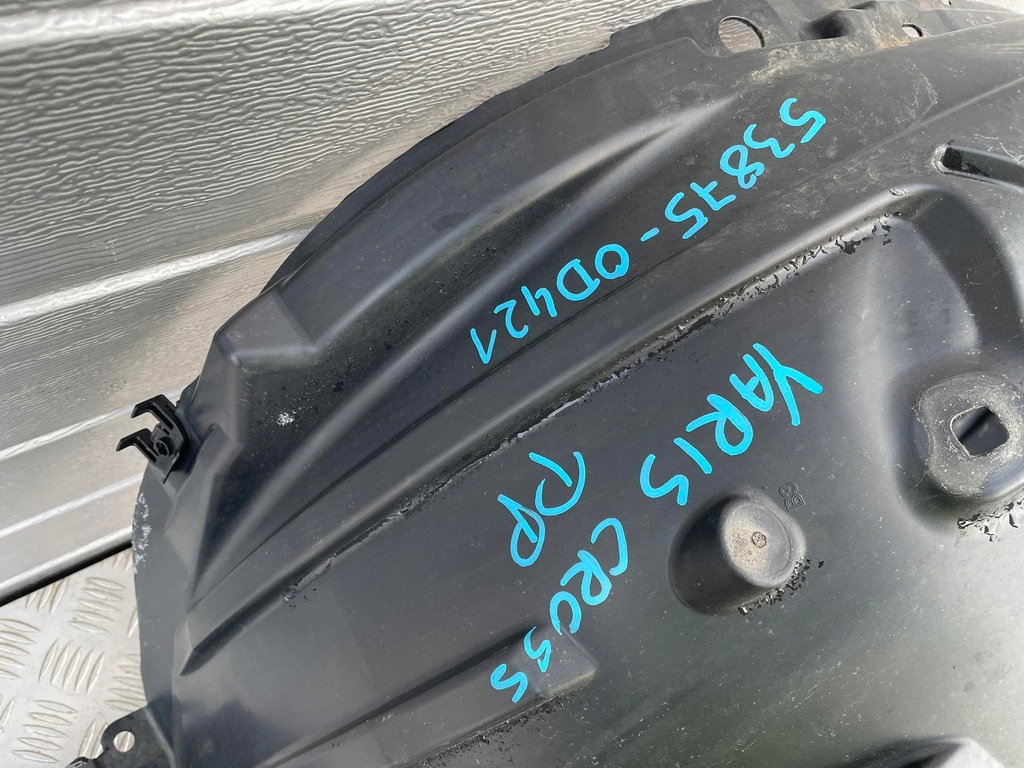 53875-0D421
YARIS CROSS
PP
B3